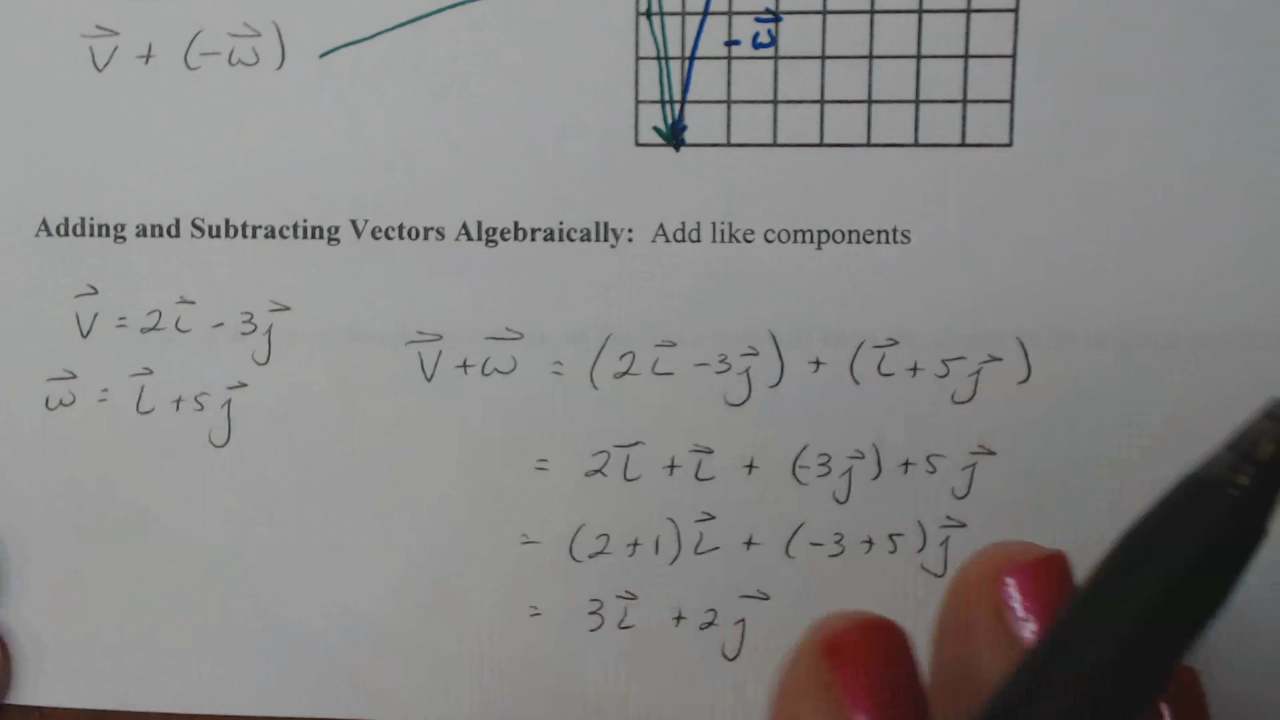 v⃗ + (-w⃗)
-w⃗
Adding and Subtracting Vectors Algebraically: Add like components
v⃗ = 2i⃗ - 3j⃗
w⃗ = i⃗ + 5j⃗
v⃗ + w⃗ = (2i⃗ - 3j⃗) + (i⃗ + 5j⃗)
= 2i⃗ + i⃗ + (-3j⃗) + 5j⃗
= (2+1)i⃗ + (-3+5)j⃗
= 3i⃗ + 2j⃗